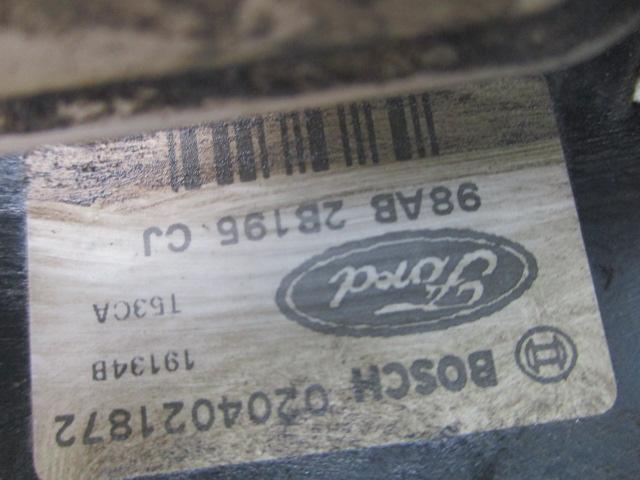 BOSCH 0204021872
19134B
T53CA
Ford
98AB 2B195 CJ